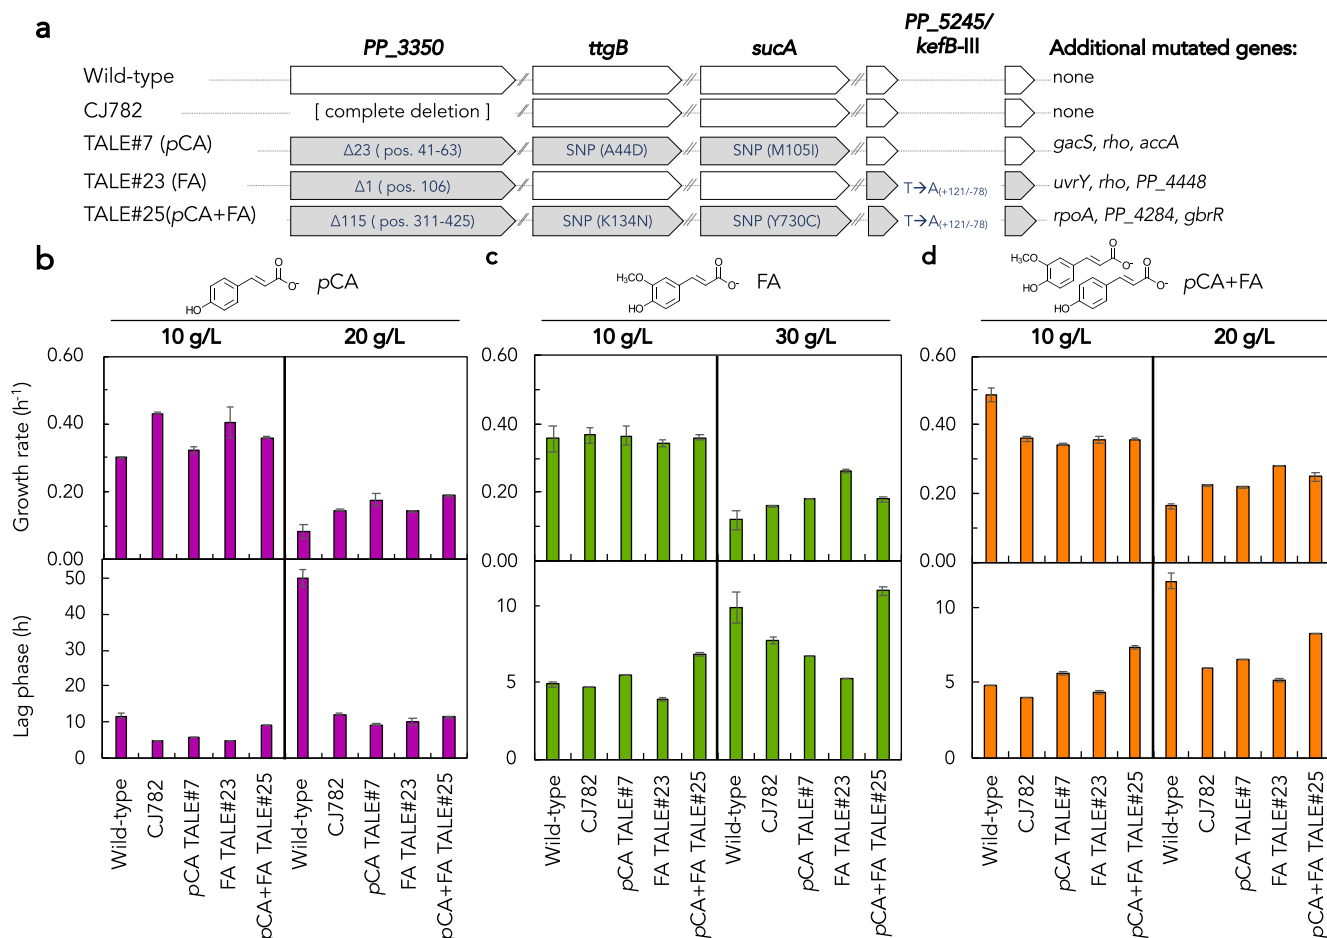 a
PP_3350 ttgB sucA PP_5245/ kefB-III Additional mutated genes:
Wild-type none
CJ782 [ complete deletion ] none
TALE#7 (pCA) Δ23 ( pos. 41-63) SNP (A44D) SNP (M105I) gacS, rho, accA
TALE#23 (FA) Δ1 ( pos. 106) T→A(+121/-78) uvrY, rho, PP_4448
TALE#25(pCA+FA) Δ115 (pos. 311-425) SNP (K134N) SNP (Y730C) T→A(+121/-78) rpoA, PP_4284, gbrR
b
HO O O- pCA
10 g/L 20 g/L
Growth rate (h-1)
0.60
0.40
0.20
0.00
Lag phase (h)
50
40
30
20
10
0
Wild-type
CJ782
pCA TALE#7
FA TALE#23
pCA+FA TALE#25
Wild-type
CJ782
pCA TALE#7
FA TALE#23
pCA+FA TALE#25
c
H3CO HO O O- FA
10 g/L 30 g/L
0.60
0.40
0.20
0.00
10
5
0
Wild-type
CJ782
pCA TALE#7
FA TALE#23
pCA+FA TALE#25
Wild-type
CJ782
pCA TALE#7
FA TALE#23
pCA+FA TALE#25
d
H3CO HO O O- HO O O- pCA+FA
10 g/L 20 g/L
0.60
0.40
0.20
0.00
10
5
0
Wild-type
CJ782
pCA TALE#7
FA TALE#23
pCA+FA TALE#25
Wild-type
CJ782
pCA TALE#7
FA TALE#23
pCA+FA TALE#25